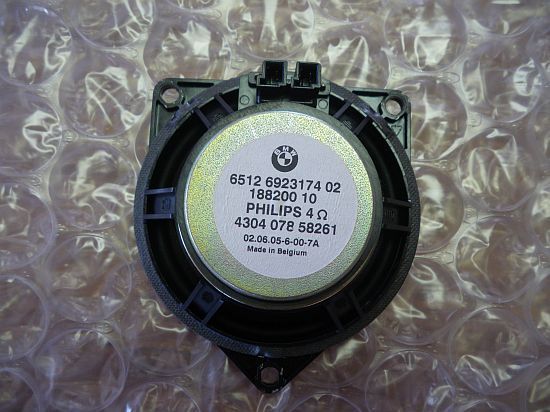 BMW
6512 6923174 02
188200 10
PHILIPS 4 Ω
4304 078 58261
02.06.05-6-00-7A
Made in Belgium